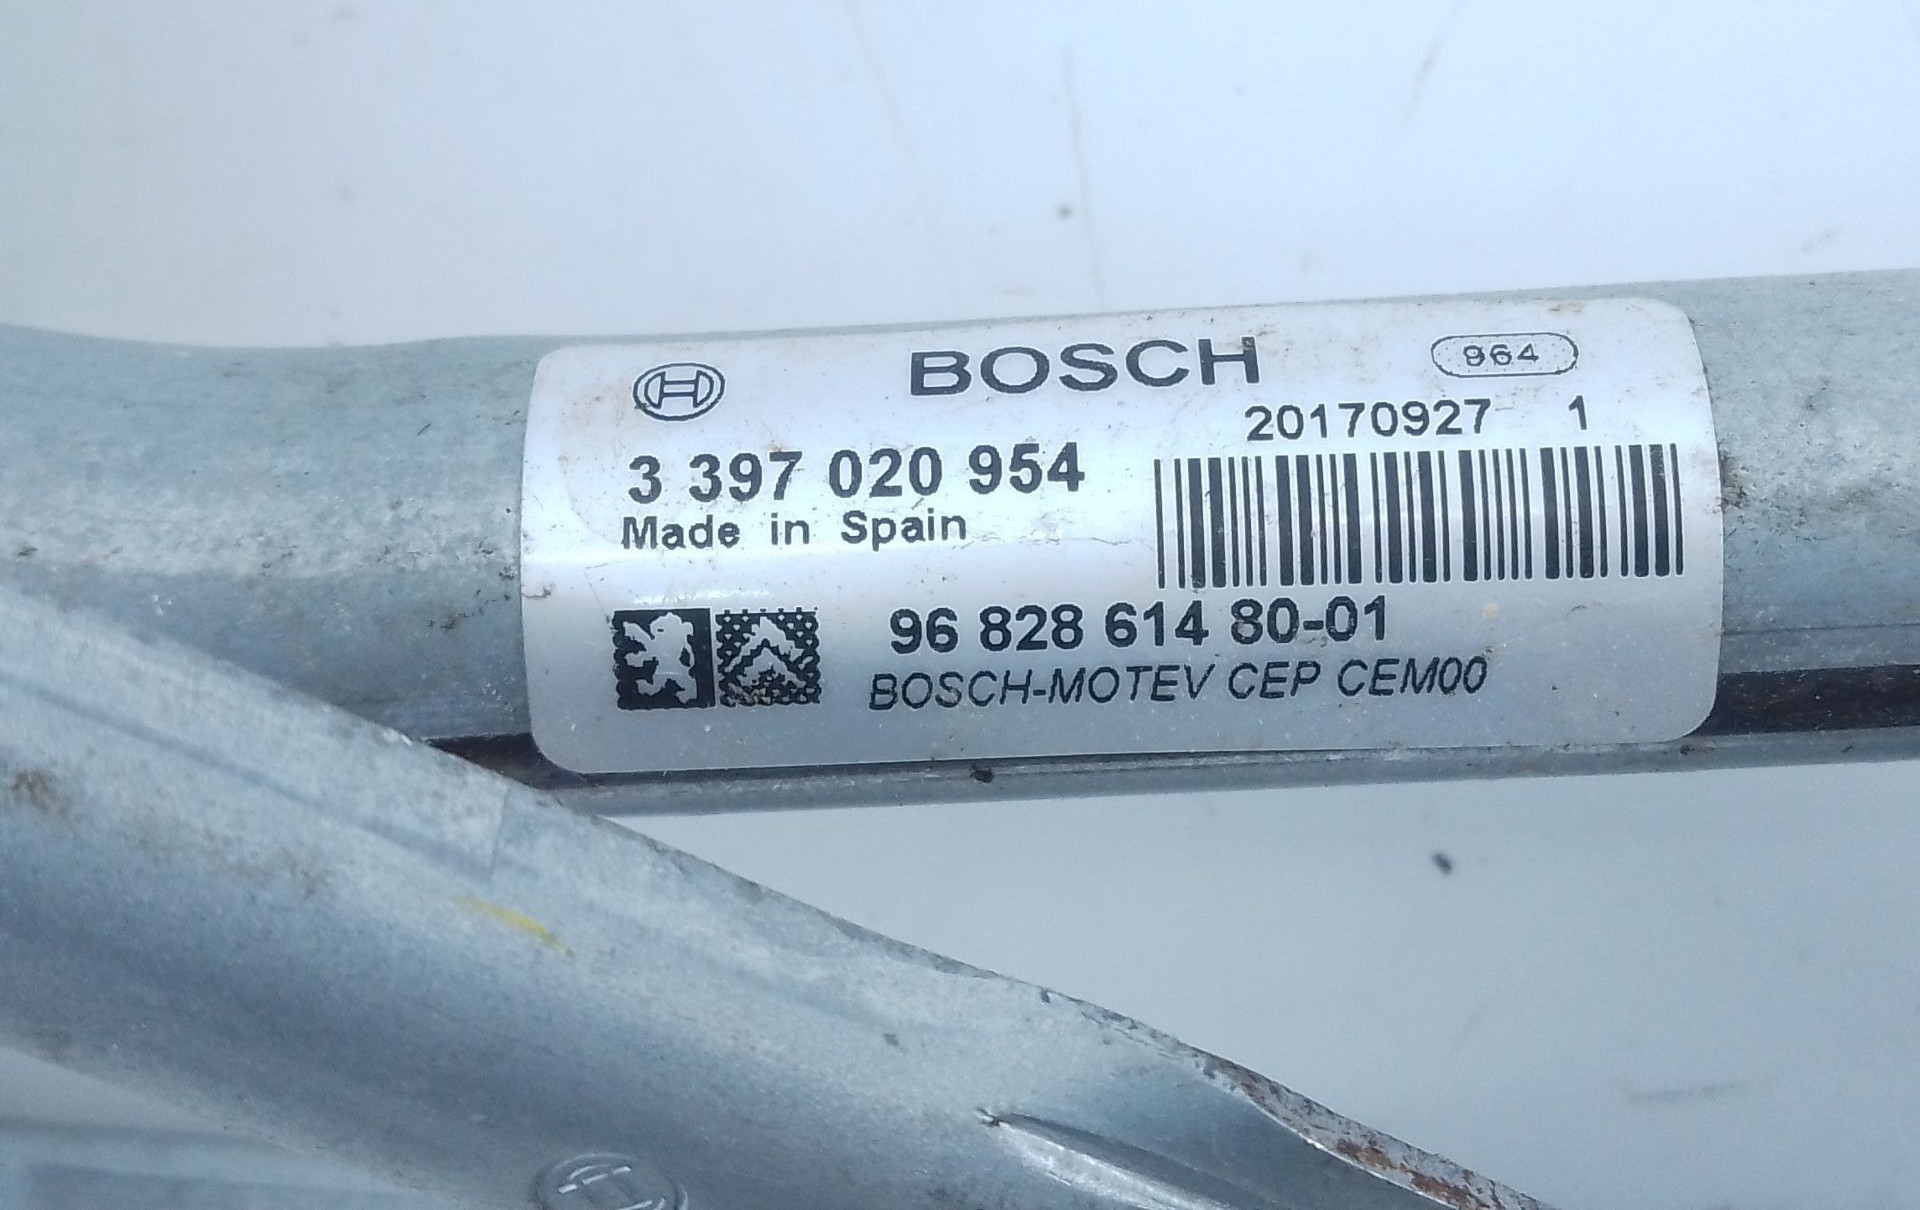 BOSCH 964
20170927 1
3 397 020 954
Made in Spain
96 828 614 80-01
BOSCH-MOTEV CEP CEM00